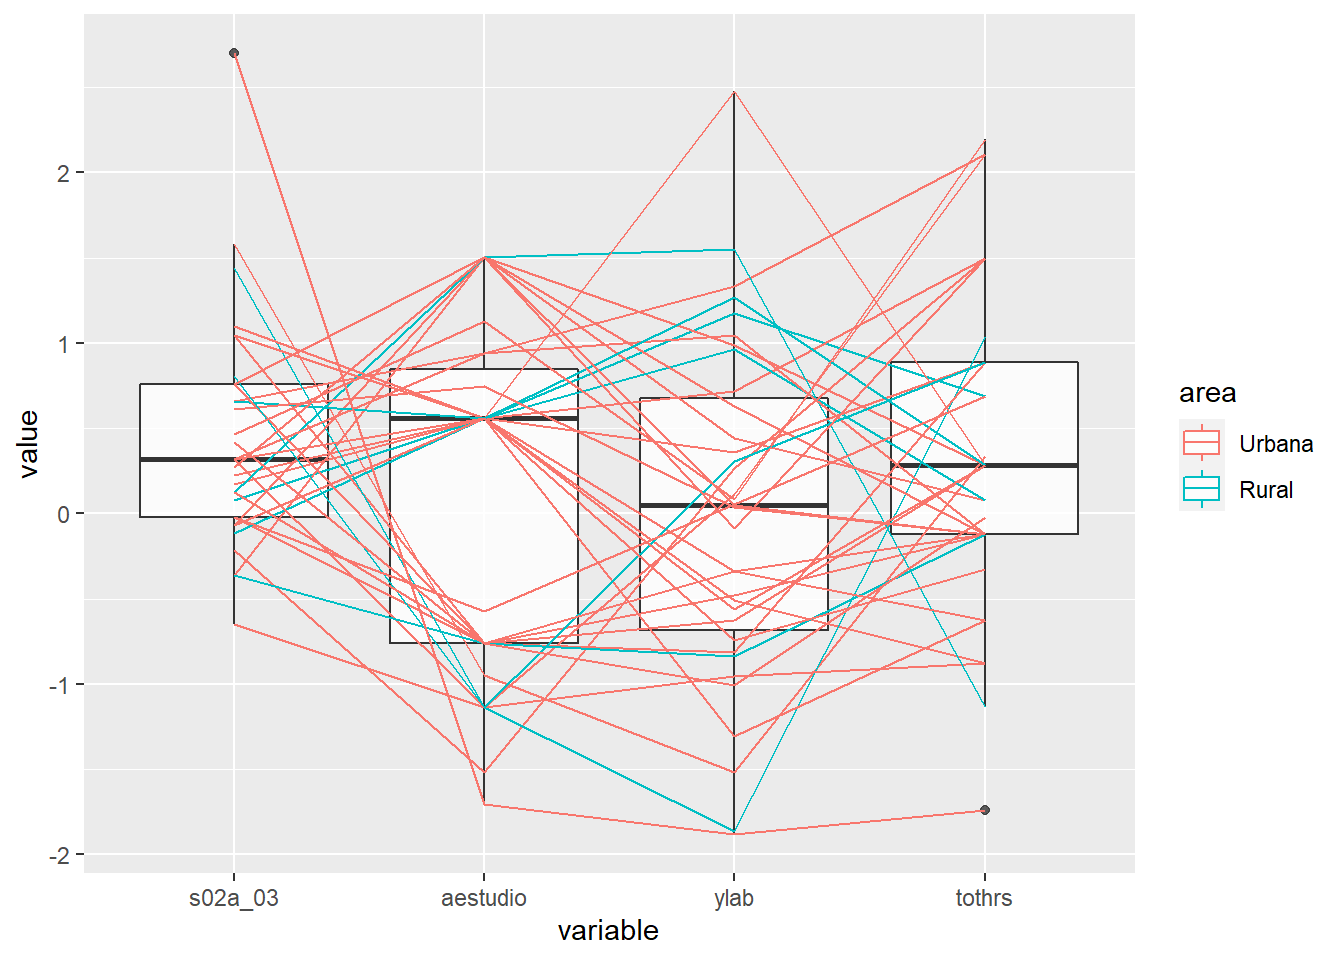 value
2
1
0
-1
-2
s02a_03
aestudio
ylab
tothrs
variable
area
Urbana
Rural